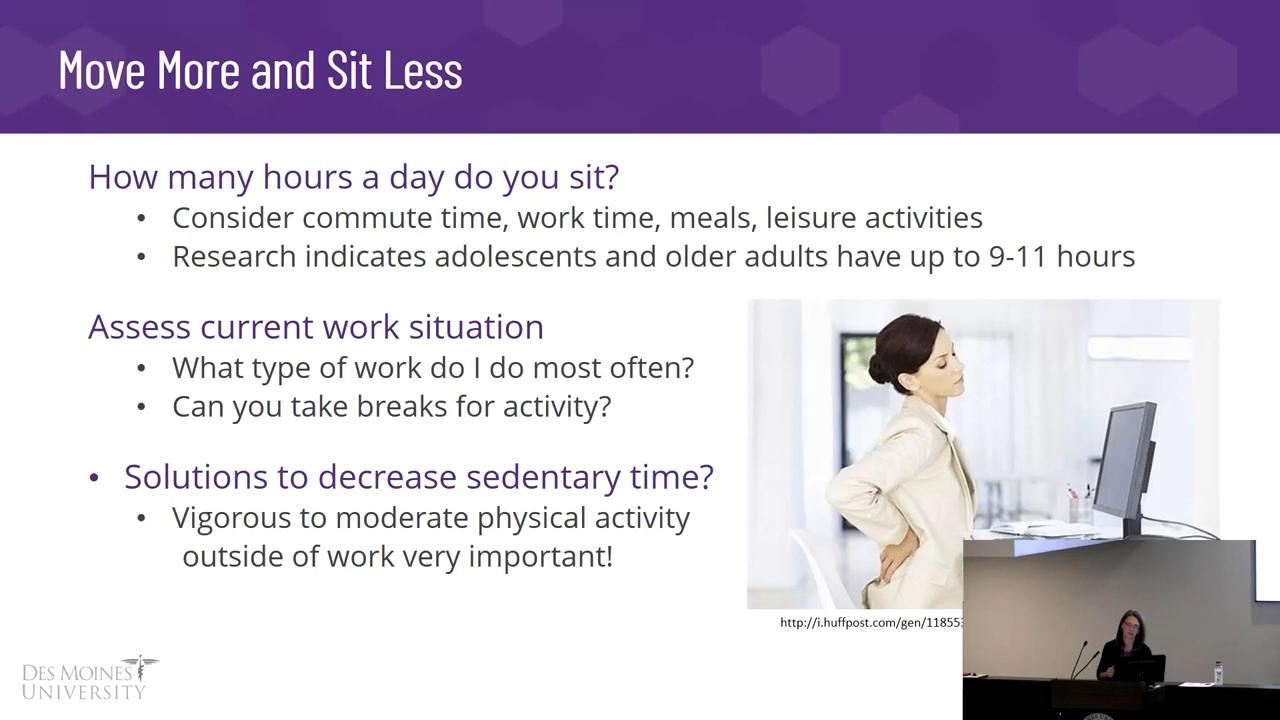 Move More and Sit Less
How many hours a day do you sit?
• Consider commute time, work time, meals, leisure activities
• Research indicates adolescents and older adults have up to 9-11 hours
Assess current work situation
• What type of work do I do most often?
• Can you take breaks for activity?
• Solutions to decrease sedentary time?
• Vigorous to moderate physical activity
outside of work very important!
http://i.huffpost.com/gen/11855
DES MOINES
UNIVERSITY